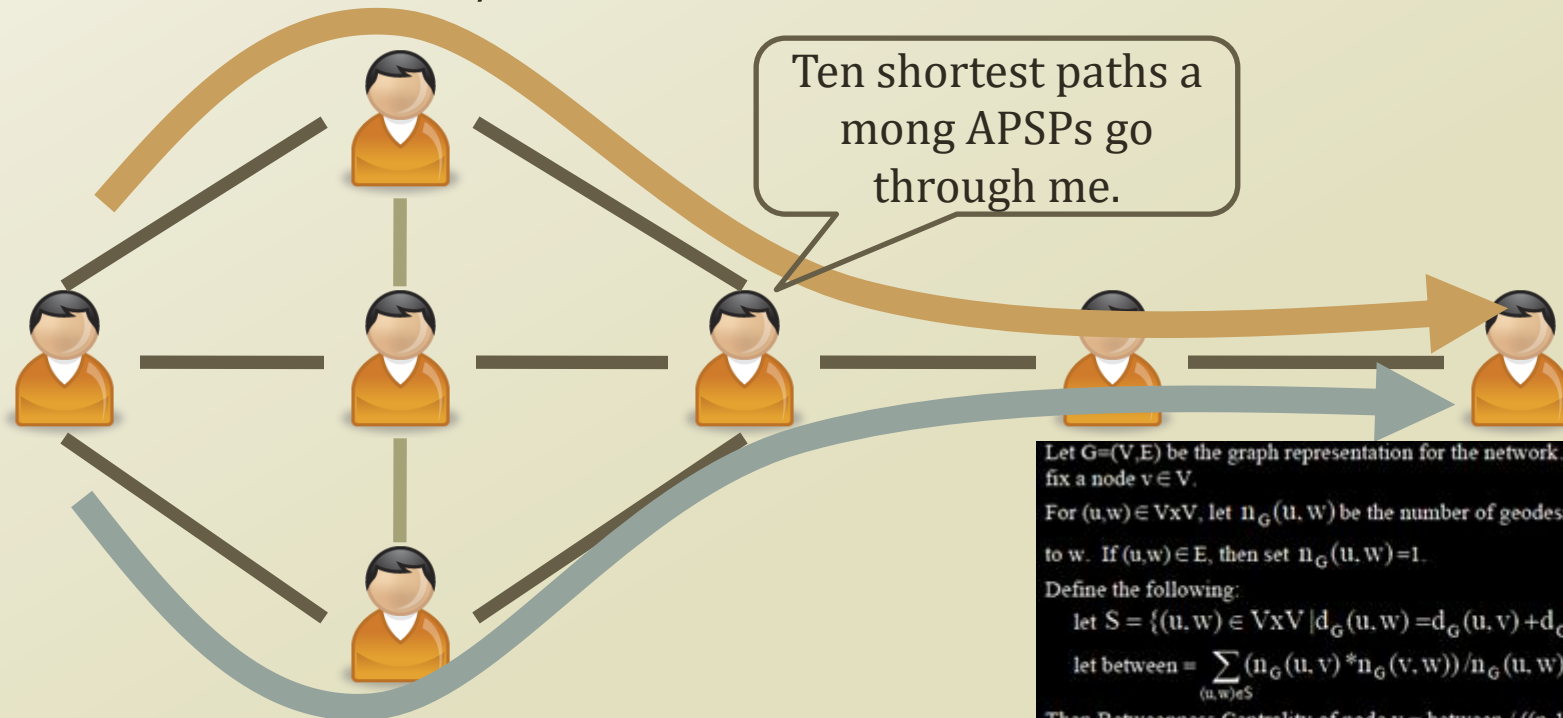 Ten shortest paths a
mong APSPs go
through me.
Let G=(V,E) be the graph representation for the network.
fix a node v∈V.
For (u,w)∈VxV, let n_G(u,w) be the number of
to w. If (u,w)∈E, then set n_G(u,w)=1.
Define the following:
let S = {(u,w) ∈ VxV |d_G(u,w) =d_G(u,v)+
let between = ∑ (n_G(u,v)*n_G(v,w))/n_G(u,w)
(u,w)∈S